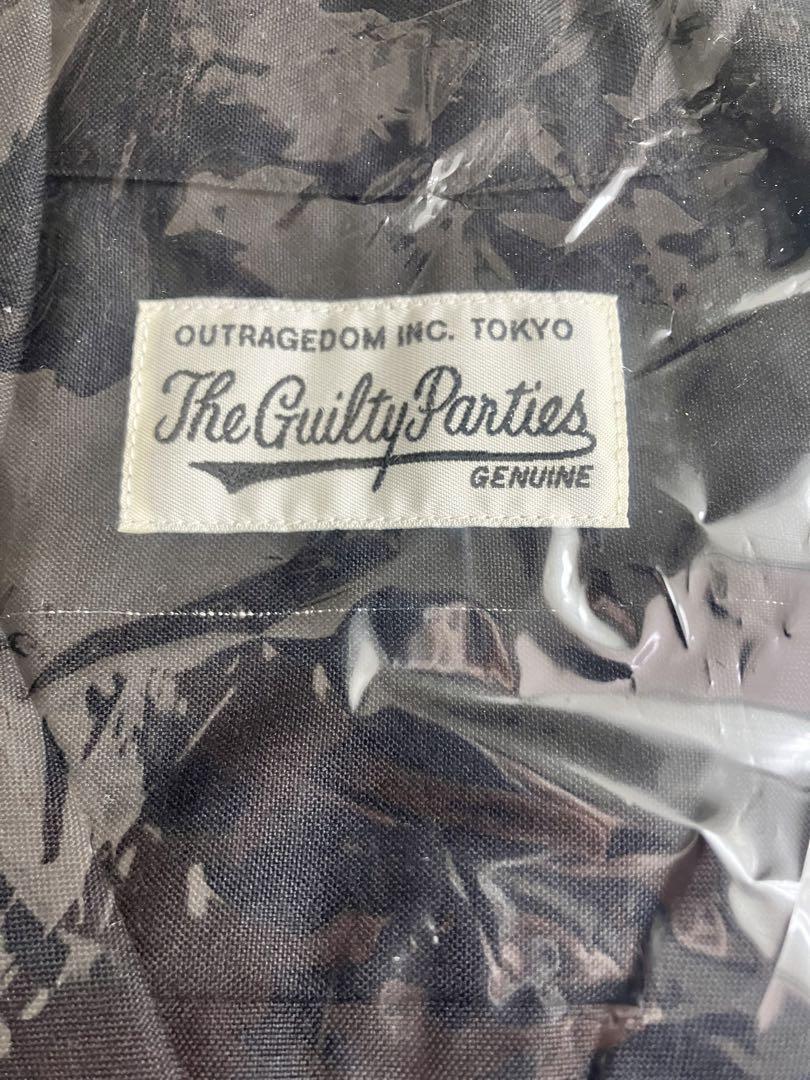 OUTRAGEDOM INC. TOKYO
The Guilty Parties
GENUINE